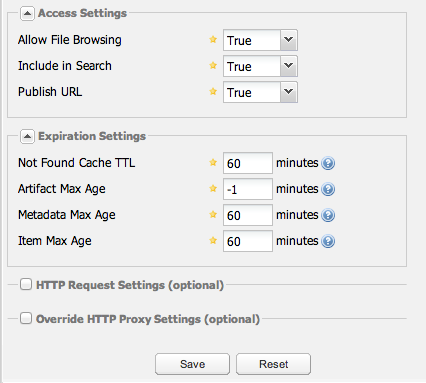 Access Settings
Allow File Browsing True
Include in Search True
Publish URL True
Expiration Settings
Not Found Cache TTL 60 minutes ?
Artifact Max Age -1 minutes ?
Metadata Max Age 60 minutes ?
Item Max Age 60 minutes ?
HTTP Request Settings (optional)
Override HTTP Proxy Settings (optional)
Save Reset